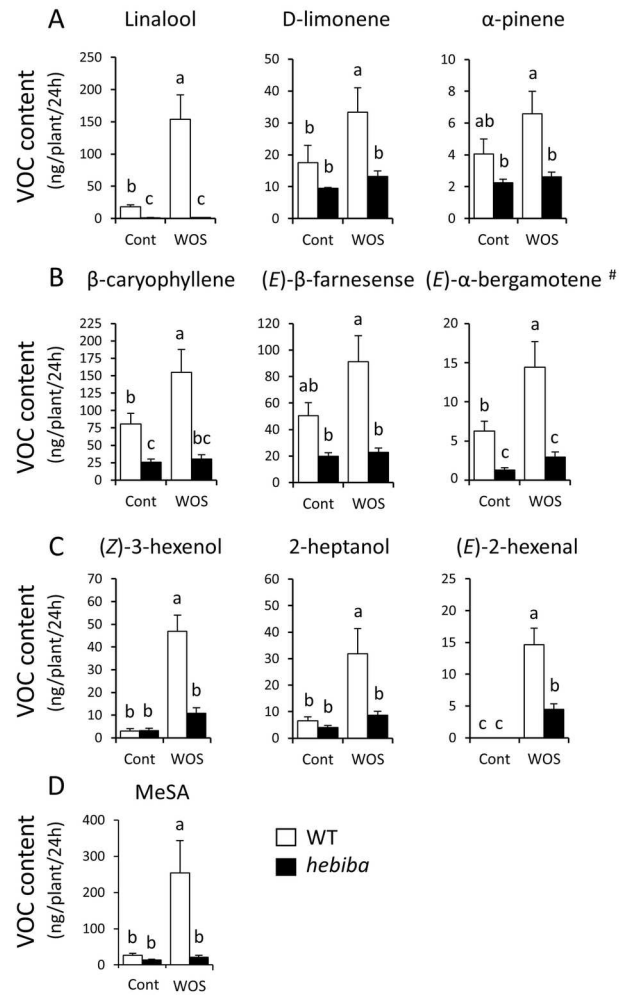 A Linalool D-limonene α-pinene
VOC content
(ng/plant/24h)
250
200
150
100
50
0
b c a c
Cont WOS
50
40
30
20
10
0
b b a b
Cont WOS
10
8
6
4
2
0
ab b a b
Cont WOS
B β-caryophyllene (E)-β-farnesense (E)-α-bergamotene #
VOC content
(ng/plant/24h)
225
200
175
150
125
100
75
50
25
0
b c a bc
Cont WOS
120
100
80
60
40
20
0
ab b a b
Cont WOS
20
15
10
5
0
b c a c
Cont WOS
C (Z)-3-hexenol 2-heptanol (E)-2-hexenal
VOC content
(ng/plant/24h)
70
60
50
40
30
20
10
0
b b a b
Cont WOS
60
50
40
30
20
10
0
b b a b
Cont WOS
25
20
15
10
5
0
c c a b
Cont WOS
D MeSA
VOC content
(ng/plant/24h)
400
300
200
100
0
b b a b
Cont WOS
WT
hebiba